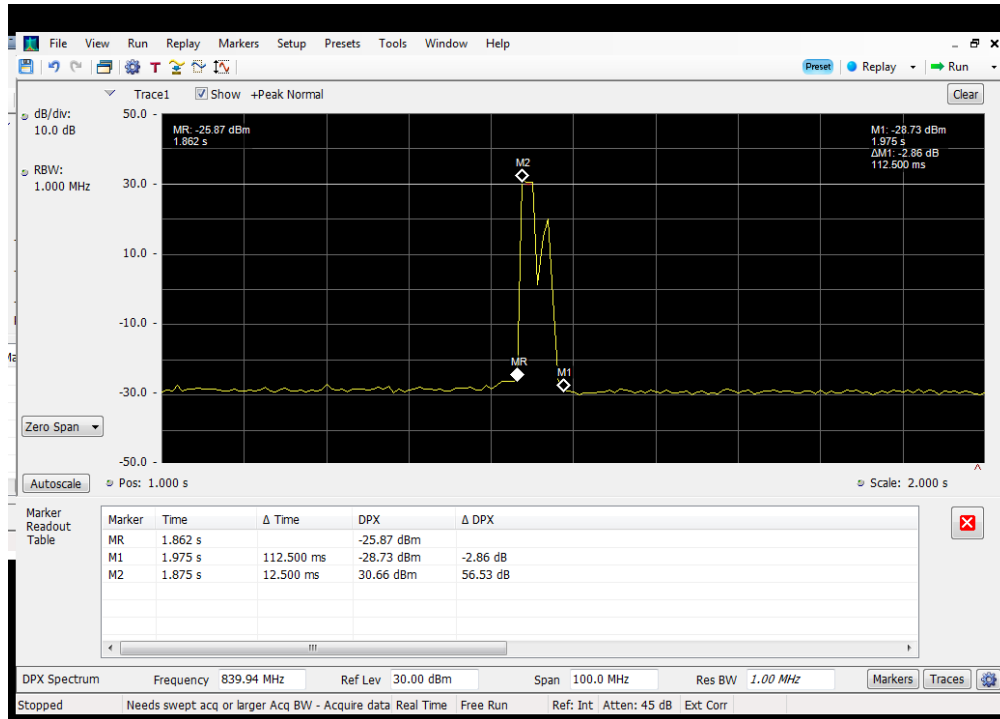 File View Run Replay Markers Setup Presets Tools Window Help
Preset Replay Run
Trace1 Show +Peak Normal Clear
dB/div:
10.0 dB
RBW:
1.000 MHz
50.0
30.0
10.0
-10.0
-30.0
-50.0
MR: -25.87 dBm
1.862 s
M1: -28.73 dBm
1.975 s
ΔM1: -2.86 dB
112.500 ms
M2
MR
M1
Zero Span
Autoscale Pos: 1.000 s Scale: 2.000 s
Marker
Readout
Table
Marker Time Δ Time DPX Δ DPX
MR 1.862 s -25.87 dBm
M1 1.975 s 112.500 ms -28.73 dBm -2.86 dB
M2 1.875 s 12.500 ms 30.66 dBm 56.53 dB
DPX Spectrum Frequency 839.94 MHz Ref Lev 30.00 dBm Span 100.0 MHz Res BW 1.00 MHz Markers Traces
Stopped Needs swept acq or larger Acq BW - Acquire data Real Time Free Run Ref: Int Atten: 45 dB Ext Corr